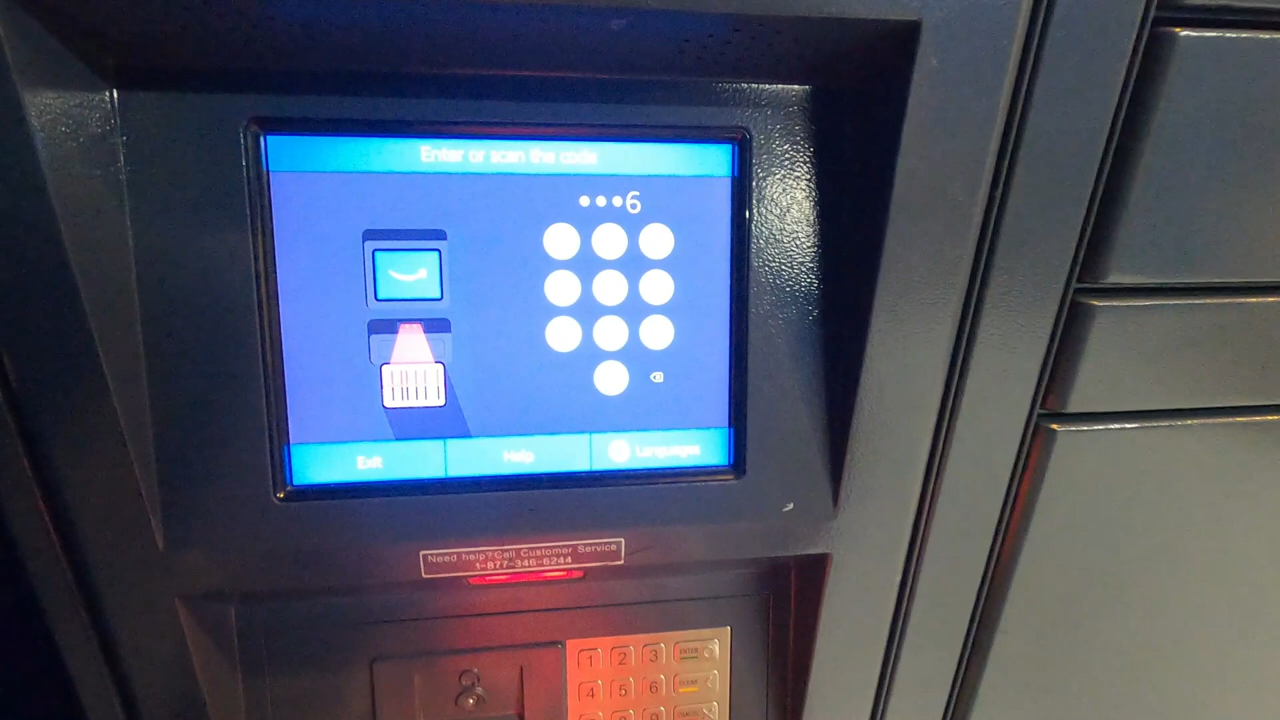 Enter or scan the code
•••6
Exit
Help
Languages
Need help? Call Customer Service
1-877-346-6244
1 2 3 ENTER
4 5 6 CLEAR